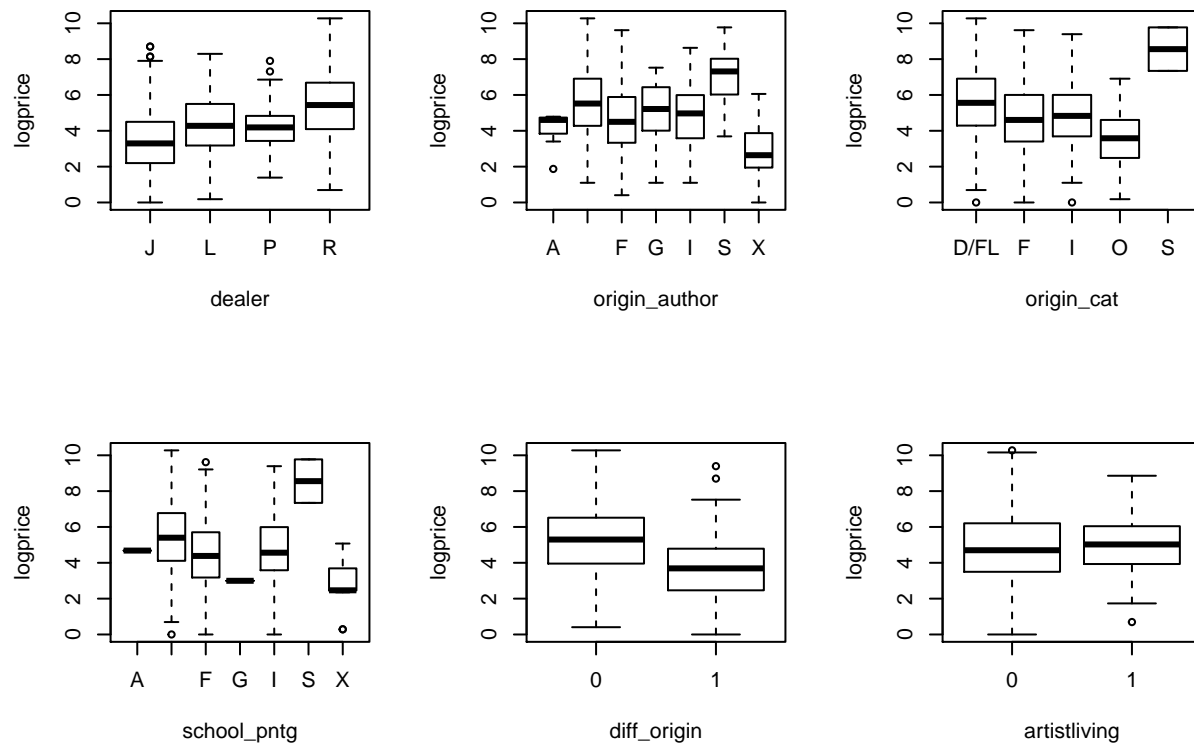 logprice
0 2 4 6 8 10
J L P R
dealer
logprice
0 2 4 6 8 10
A F G I S X
origin_author
logprice
0 2 4 6 8 10
D/FL F I O S
origin_cat
logprice
0 2 4 6 8 10
A F G I S X
school_pntg
logprice
0 2 4 6 8 10
0 1
diff_origin
logprice
0 2 4 6 8 10
0 1
artistliving